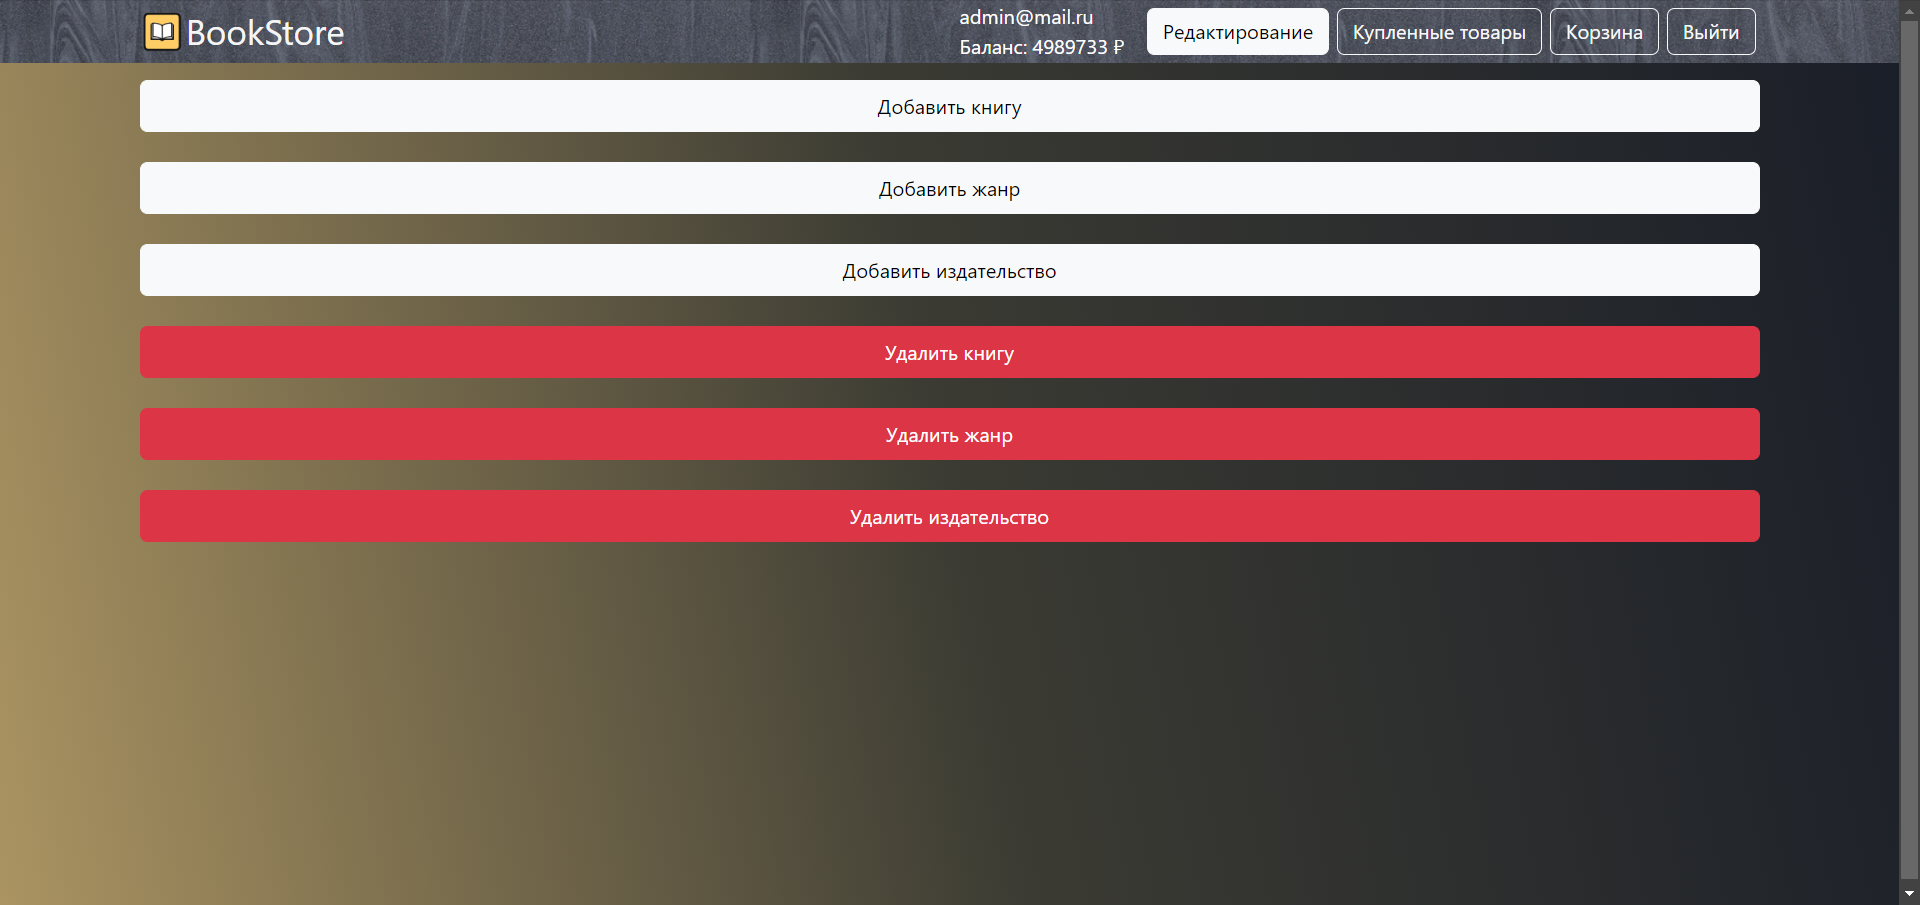 BookStore
admin@mail.ru
Баланс: 4989733 ₽
Редактирование
Купленные товары
Корзина
Выйти
Добавить книгу
Добавить жанр
Добавить издательство
Удалить книгу
Удалить жанр
Удалить издательство